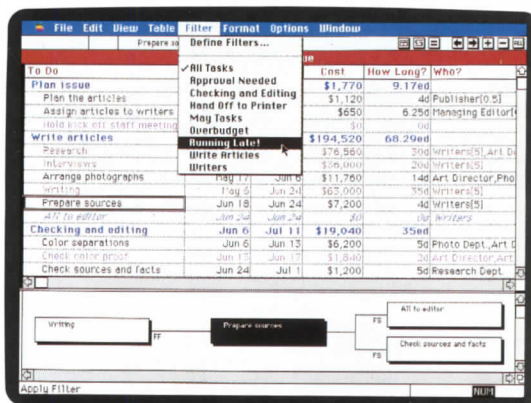 File Edit View Table Filter Format Options Window
Prepare so
Define Filters...
✓All Tasks
Approval Needed
Checking and Editing
Hand Off to Printer
May Tasks
Overbudget
Running Late!
Write Articles
Writers
To Do Cost How Long? Who?
Plan issue $1,770 9.17ed
Plan the articles $1,120 4d Publisher[0.5]
Assign articles to writers $650 6.25d Managing Editor[
Hold kick off staff meeting $0 0d
Write articles $194,520 68.29ed
Research $76,560 30d Writers[5],Art D
Interviews $36,000 20d Writers[5]
Arrange photographs May 17 Jun 6 $11,760 14d Art Director,Pho
Writing May 6 Jun 24 $63,000 35d Writers[5]
Prepare sources Jun 18 Jun 24 $7,200 4d Writers[5]
All to editor Jun 24 Jun 24 $0 0d Writers
Checking and editing Jun 6 Jul 11 $19,040 35ed
Color separations Jun 6 Jun 13 $6,200 5d Photo Dept.,Art D
Check color proof Jun 13 Jun 17 $1,840 2d Art Director,Art
Check sources and facts Jun 24 Jul 1 $1,200 5d Research Dept
All to editor
FS
Writing Prepare sources
FF
Check sources and facts
FS
Apply Filter NUM